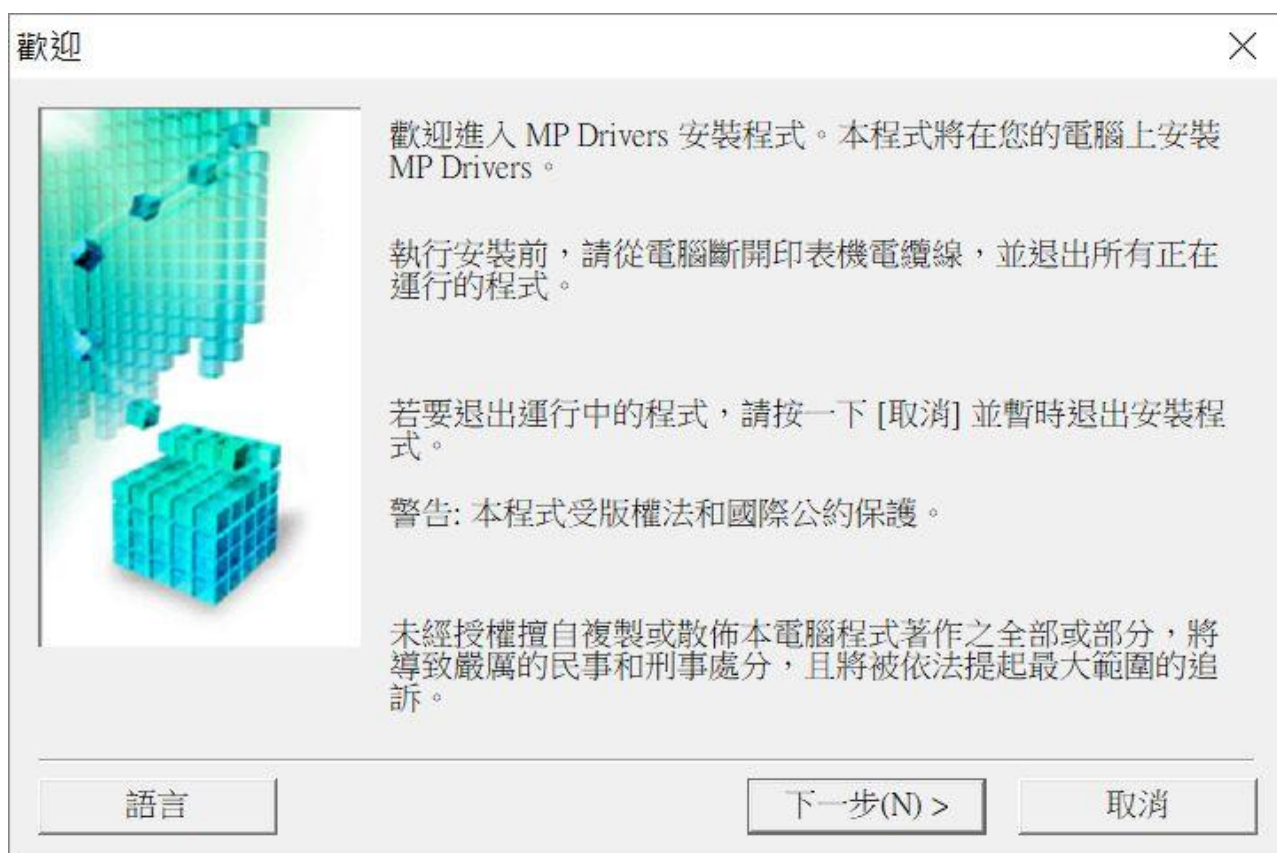 歡迎
歡迎進入 MP Drivers 安裝程式。本程式將在您的電腦上安裝
MP Drivers。
執行安裝前，請從電腦斷開印表機電纜線，並退出所有正在
運行的程式。
若要退出運行中的程式，請按一下 [取消] 並暫時退出安裝程
式。
警告: 本程式受版權法和國際公約保護。
未經授權擅自複製或散佈本電腦程式著作之全部或部分，將
導致嚴厲的民事和刑事處分，且將被依法提起最大範圍的追
訴。
語言
下一步(N) >
取消